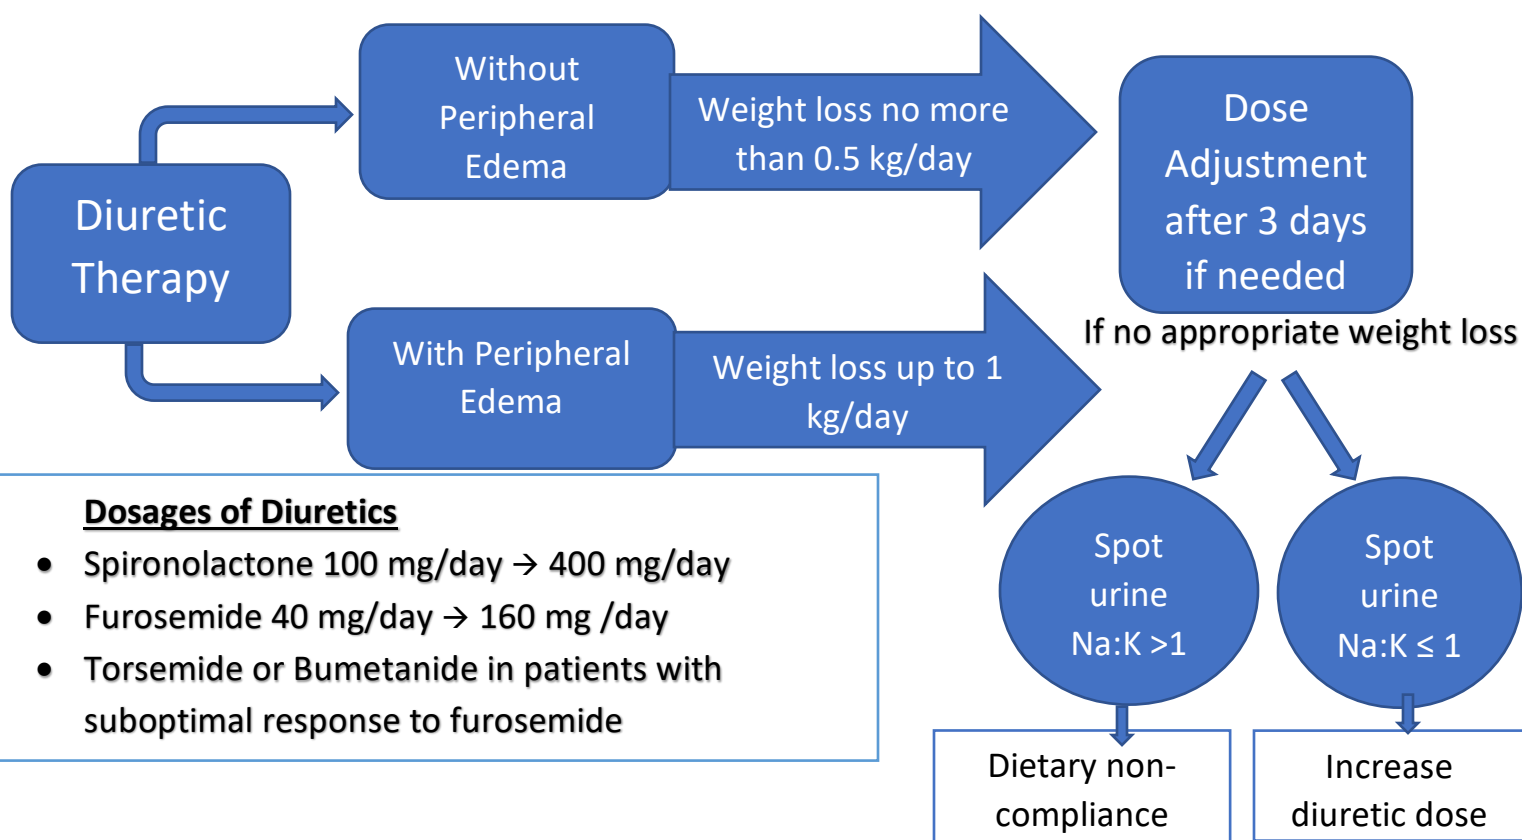 Diuretic
Therapy
Without
Peripheral
Edema
Weight loss no more
than 0.5 kg/day
With Peripheral
Edema
Weight loss up to 1
kg/day
Dose
Adjustment
after 3 days
if needed
If no appropriate weight loss
Spot
urine
Na:K >1
Spot
urine
Na:K ≤ 1
Dietary non-
compliance
Increase
diuretic dose
Dosages of Diuretics
• Spironolactone 100 mg/day → 400 mg/day
• Furosemide 40 mg/day → 160 mg /day
• Torsemide or Bumetanide in patients with
suboptimal response to furosemide